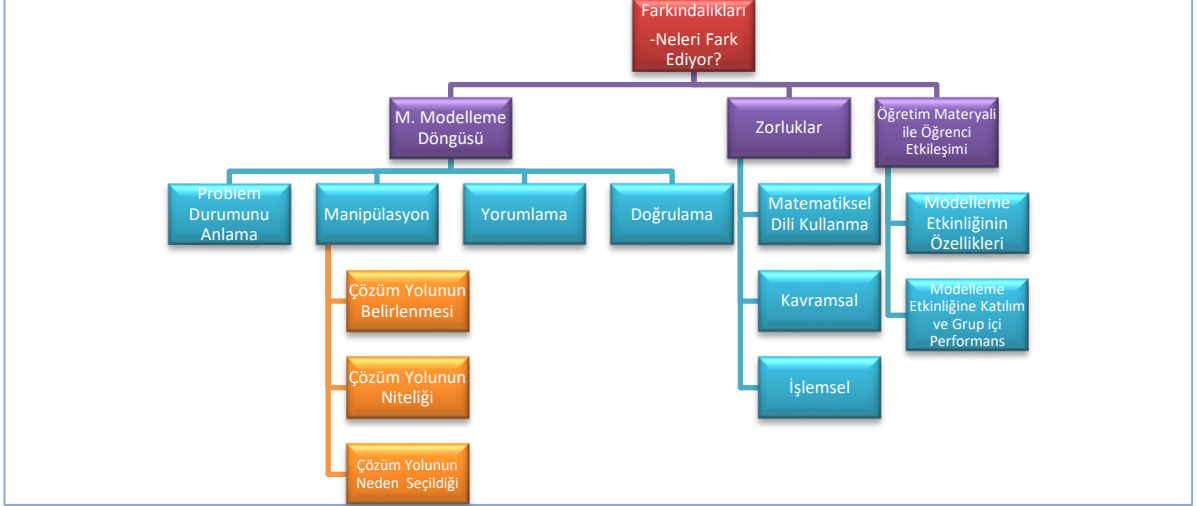 Farkındalıkları
-Neleri Fark
Ediyor?
M. Modelleme
Döngüsü
Zorluklar
Öğretim Materyali
ile Öğrenci
Etkileşimi
Problem
Durumunu
Anlama
Manipülasyon
Yorumlama
Doğrulama
Matematiksel
Dili Kullanma
Modelleme
Etkinliğinin
Özellikleri
Çözüm Yolunun
Belirlenmesi
Kavramsal
Modelleme
Etkinliğine Katılım
ve Grup içi
Performans
Çözüm Yolunun
Niteliği
İşlemsel
Çözüm Yolunun
Neden Seçildiği